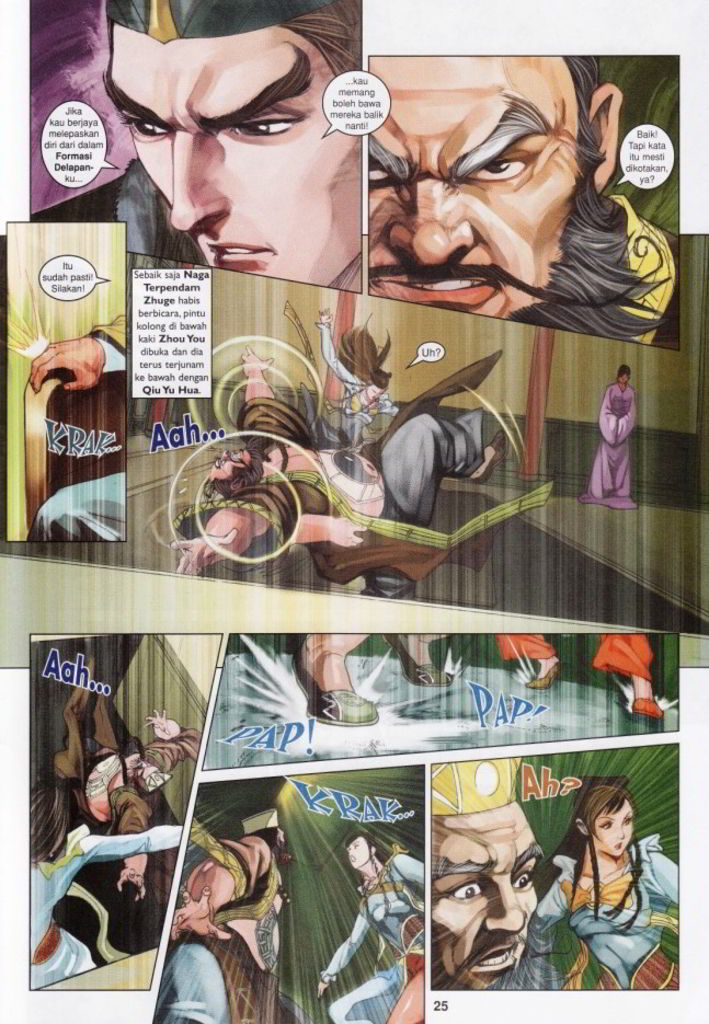 Jika
kau berjaya
melepaskan
diri dari dalam
Formasi
Delapan-
ku...
...kau
memang
boleh bawa
mereka balik
nanti!
Baik!
Tapi kata
itu mesti
dikotakan,
ya?
Itu
sudah pasti!
Silakan!
Sebaik saja Naga
Terpendam
Zhuge habis
berbicara, pintu
kolong di bawah
kaki Zhou You
dibuka dan dia
terus terjunam
ke bawah dengan
Qiu Yu Hua.
Uh?
KRAK...
Aah...
Aah...
PAP!
PAP!
KRAK...
Ah?
25